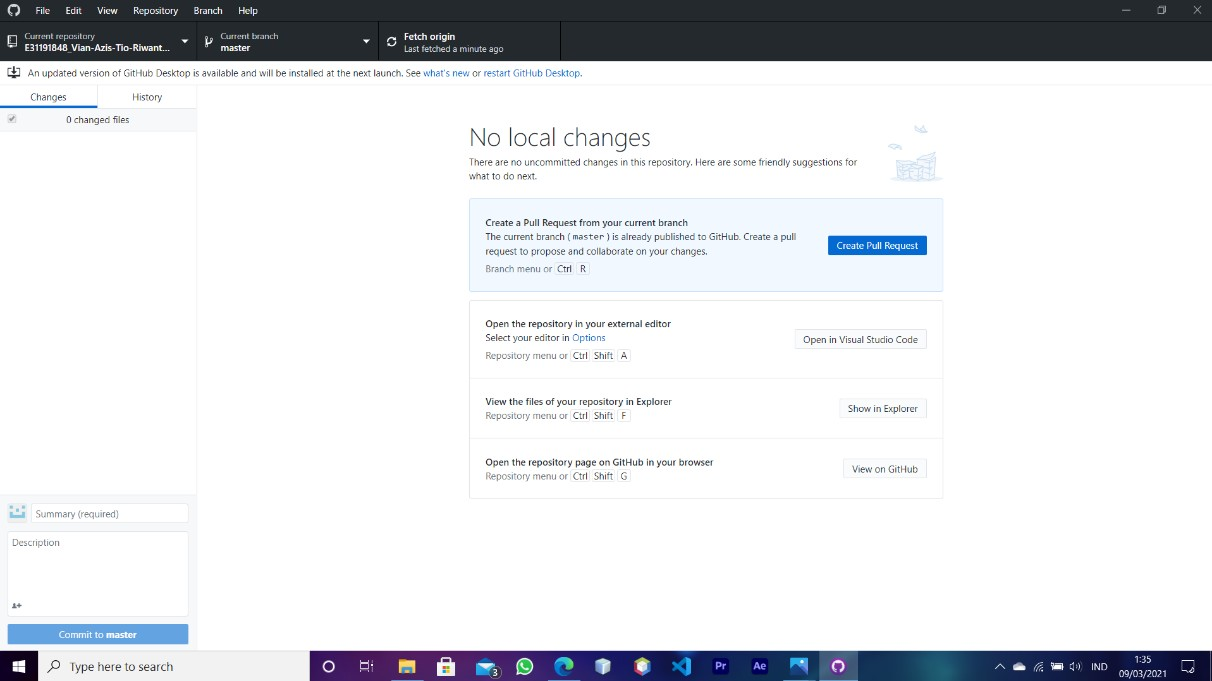 File Edit View Repository Branch Help
Current repository
E31191848_Vian-Azis-Tio-Riwant...
Current branch
master
Fetch origin
Last fetched a minute ago
An updated version of GitHub Desktop is available and will be installed at the next launch. See what's new or restart GitHub Desktop.
Changes History
0 changed files
No local changes
There are no uncommitted changes in this repository. Here are some friendly suggestions for
what to do next.
Create a Pull Request from your current branch
The current branch ( master ) is already published to GitHub. Create a pull
request to propose and collaborate on your changes.
Branch menu or Ctrl R
Create Pull Request
Open the repository in your external editor
Select your editor in Options
Repository menu or Ctrl Shift A
Open in Visual Studio Code
View the files of your repository in Explorer
Repository menu or Ctrl Shift F
Show in Explorer
Open the repository page on GitHub in your browser
Repository menu or Ctrl Shift G
View on GitHub
Summary (required)
Description
Commit to master
Type here to search
3
Pr
Ae
IND
1:35
09/03/2021